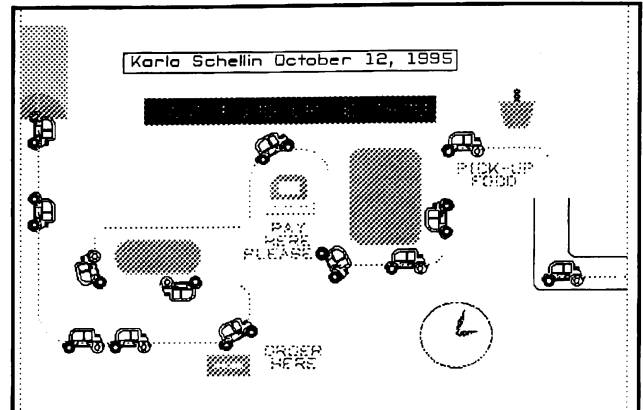 Karla Schellin October 12, 1995
PICK-UP
FOOD
PAY
HERE
PLEASE
ORDER
HERE